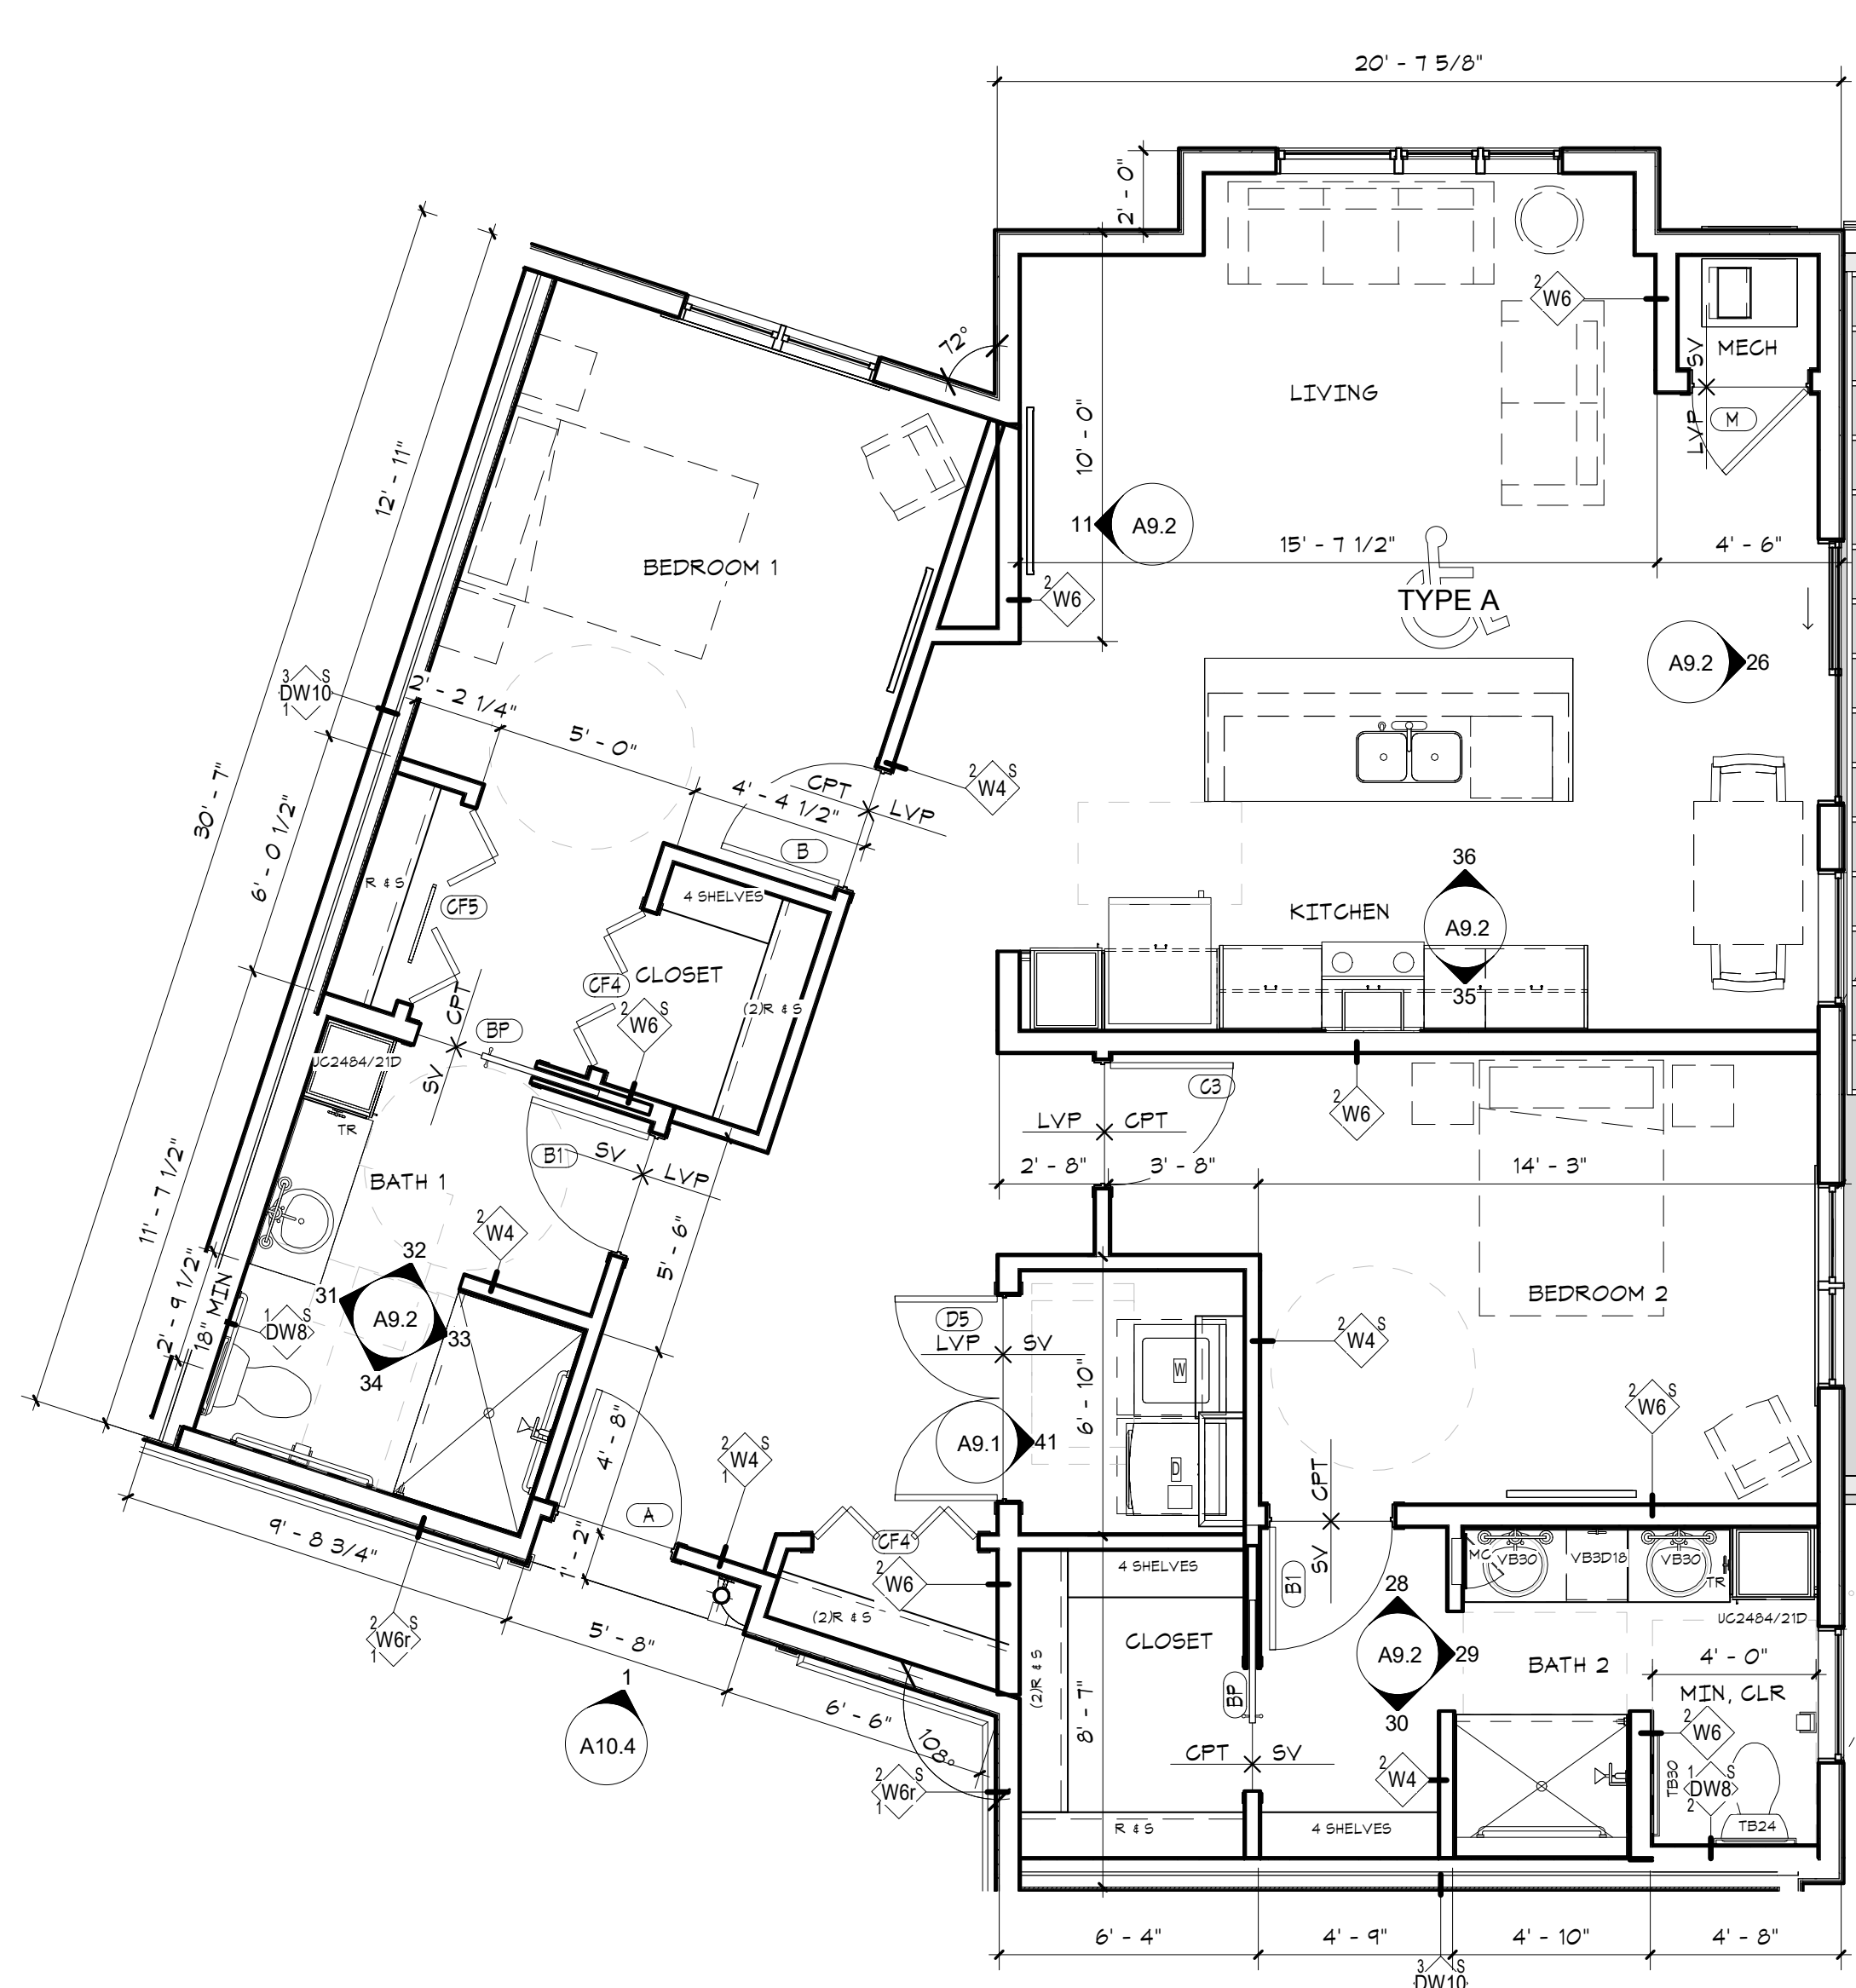 20' - 7 5/8"
2' - 0"
72°
2
W6
MECH
SV
LVP
M
LIVING
10' - 0"
12' - 11"
11
A9.2
15' - 7 1/2"
4' - 6"
BEDROOM 1
2
W6
TYPE A
A9.2
26
3 S
DW10
1
2' - 2 1/4"
5' - 0"
4' - 4 1/2"
CPT
LVP
2 S
W4
30' - 7"
6' - 0 1/2"
B
R & S
CF5
4 SHELVES
36
A9.2
35
KITCHEN
CLOSET
CF4
(2)R & S
2 S
W6
CPT
SV
BP
UC2484/21D
TR
C3
2
W6
LVP
CPT
2' - 8"
3' - 8"
14' - 3"
B1
SV
LVP
BATH 1
11' - 7 1/2"
2
W4
5' - 6"
32
31
A9.2
33
34
2' - 9 1/2"
18" MIN
1 S
DW8
BEDROOM 2
D5
LVP
SV
W
2 S
W4
6' - 10"
2 S
W6
4' - 8"
A9.1
41
D
2 S
W4
1
A
CF4
SV
CPT
9' - 8 3/4"
1' - 2"
2
W6
4 SHELVES
B1
MC
VB30
VB3D18
VB30
TR
UC2484/21D
2 S
W6r
1
(2)R & S
5' - 8"
CLOSET
(2)R & S
28
A9.2
29
30
BATH 2
4' - 0"
MIN, CLR
1
A10.4
6' - 6"
108°
8' - 7"
BP
2
W6
CPT
SV
2 S
W6r
1
2
W4
TB30
1 S
DW8
2
TB24
R & S
4 SHELVES
6' - 4"
4' - 9"
4' - 10"
4' - 8"
3 S
DW10